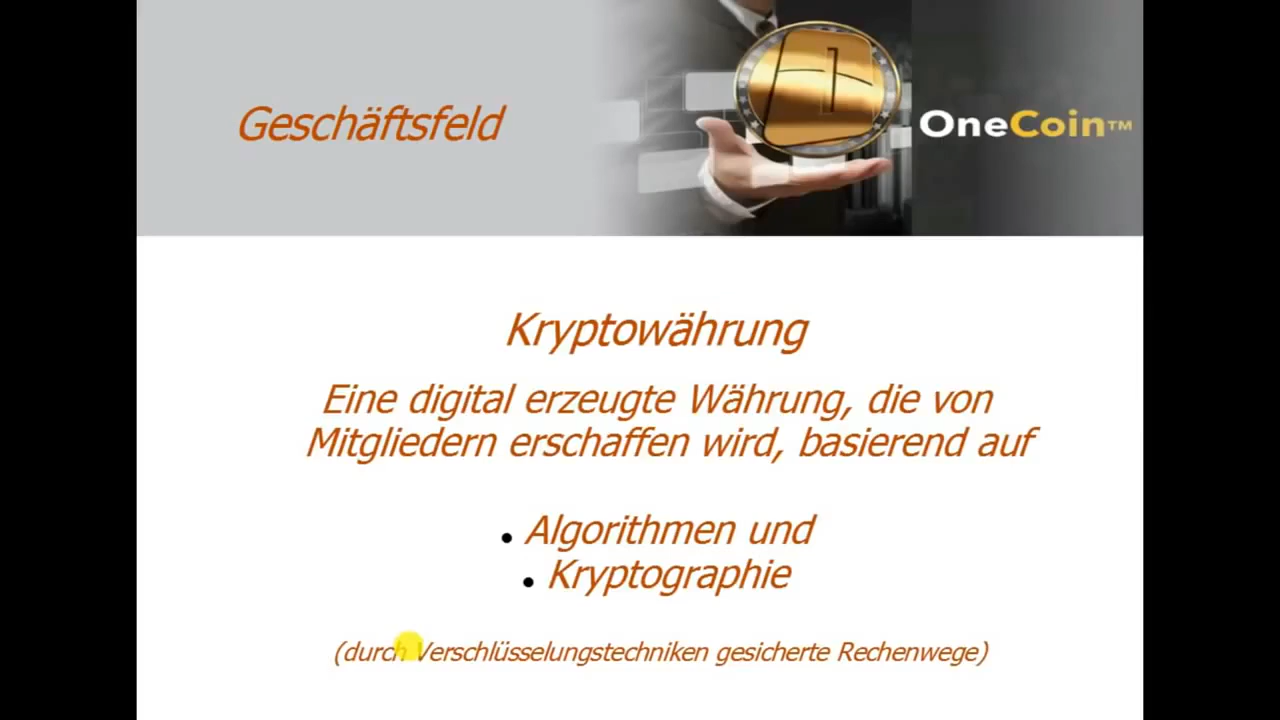 Geschäftsfeld
OneCoin™
Kryptowährung
Eine digital erzeugte Währung, die von
Mitgliedern erschaffen wird, basierend auf
• Algorithmen und
• Kryptographie
(durch Verschlüsselungstechniken gesicherte Rechenwege)